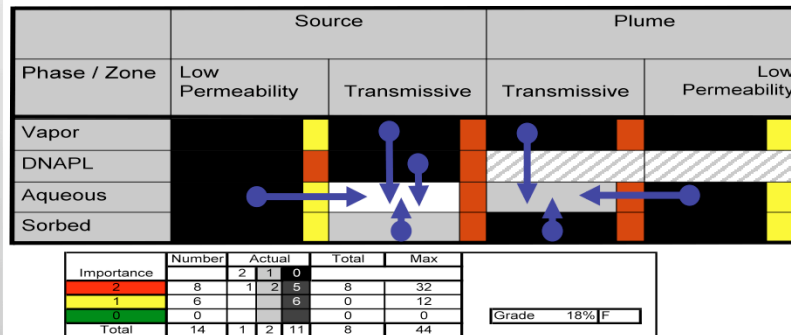 Source Plume
Phase / Zone Low Permeability Transmissive Transmissive Low Permeability
Vapor
DNAPL
Aqueous
Sorbed
Number Actual Total Max
Importance 2 1 0
2 8 1 2 5 8 32
1 6 6 0 12
0 0 0 0
Total 14 1 2 11 8 44
Grade 18% F